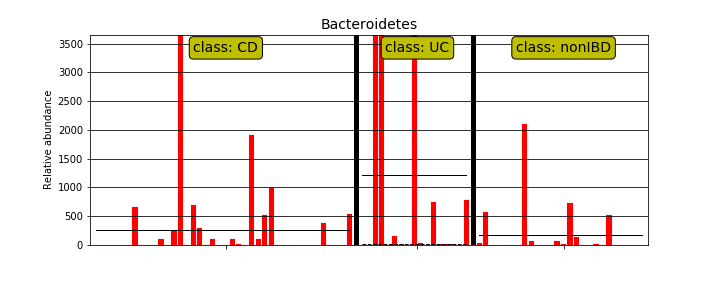 Bacteroidetes
class: CD
class: UC
class: nonIBD
Relative abundance
3500
3000
2500
2000
1500
1000
500
0